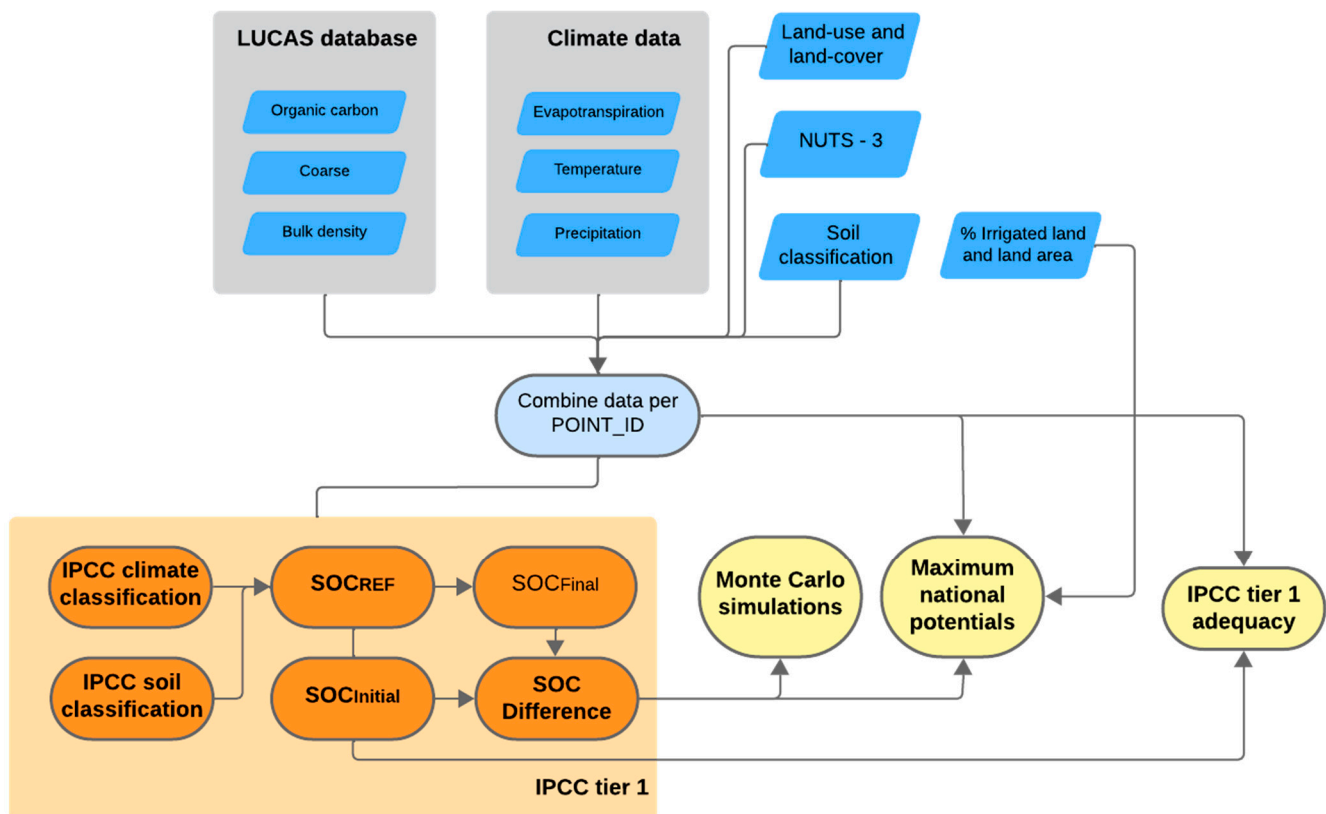 LUCAS database
Organic carbon
Coarse
Bulk density
Climate data
Evapotranspiration
Temperature
Precipitation
Land-use and
land-cover
NUTS - 3
Soil
classification
% Irrigated land
and land area
Combine data per
POINT_ID
IPCC climate
classification
SOCREF
SOCFinal
IPCC soil
classification
SOCInitial
SOC
Difference
IPCC tier 1
Monte Carlo
simulations
Maximum
national
potentials
IPCC tier 1
adequacy